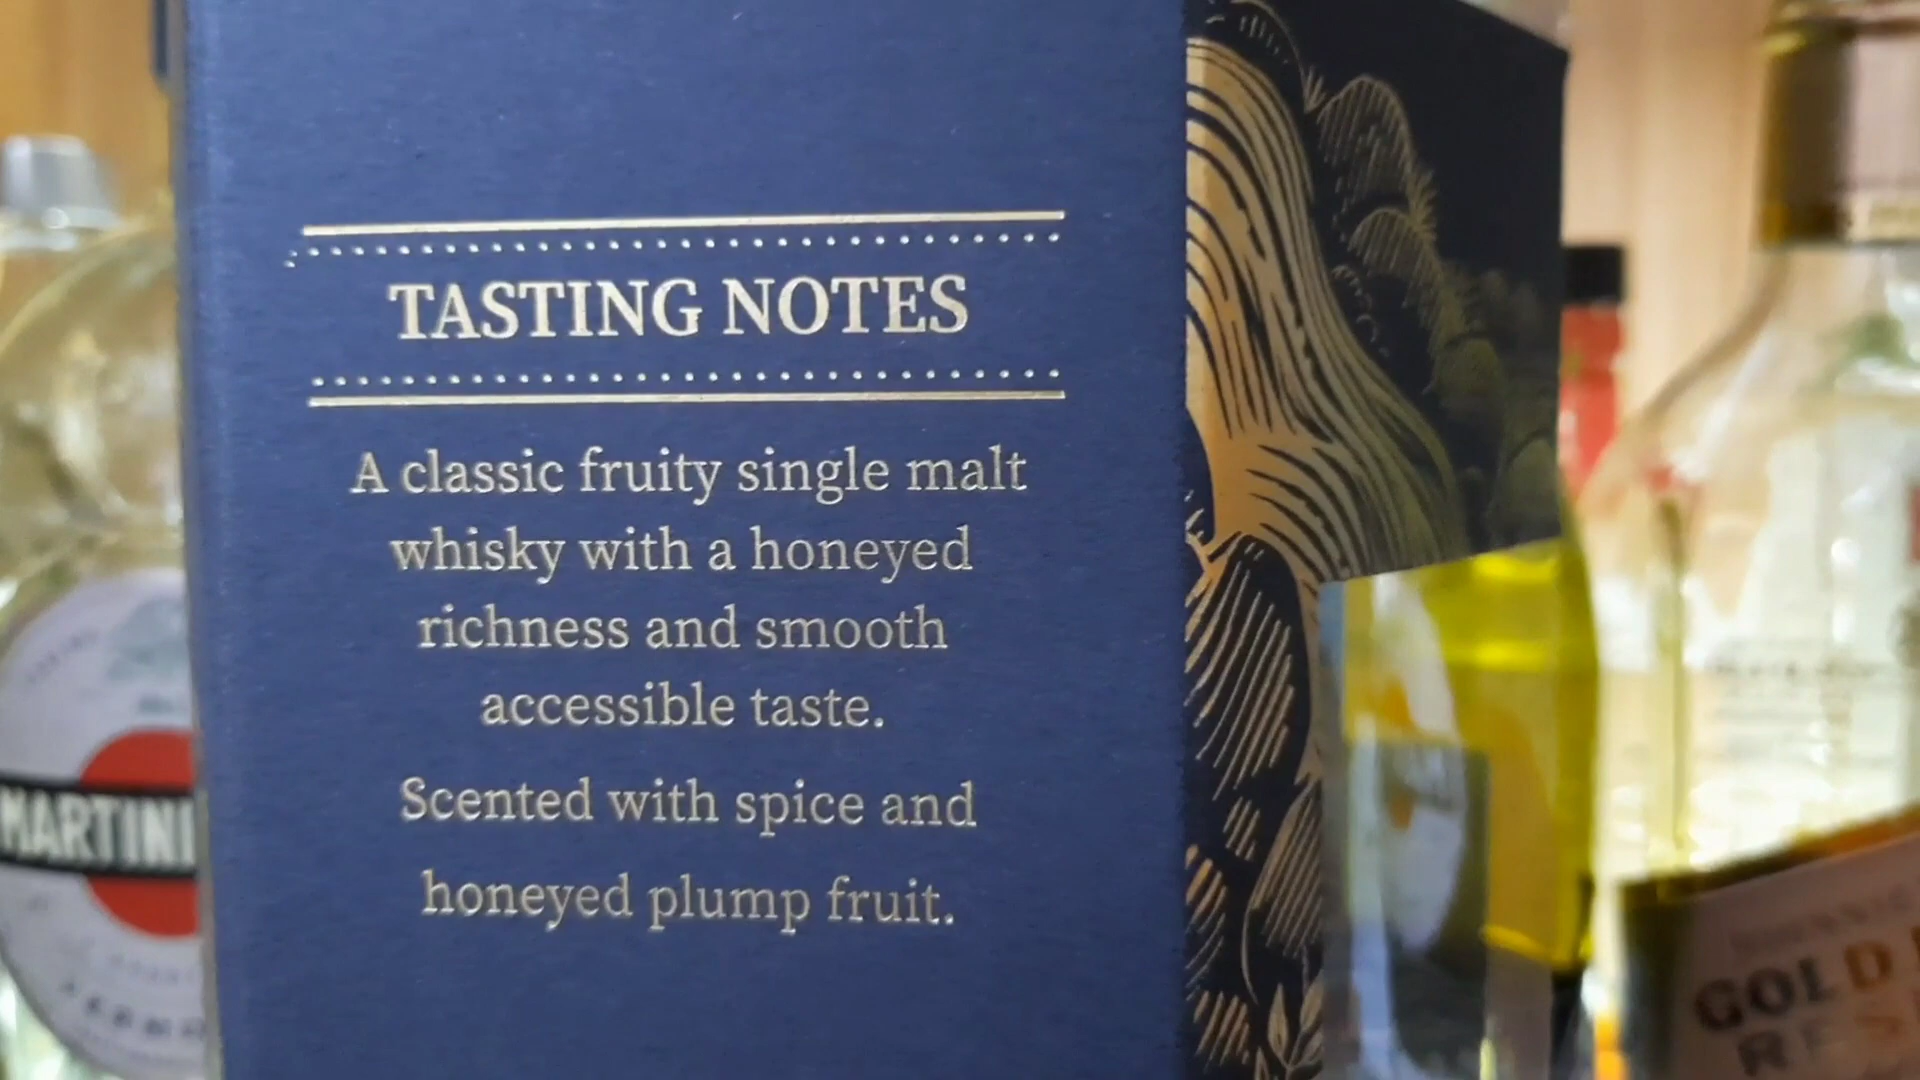 TASTING NOTES
A classic fruity single malt
whisky with a honeyed
richness and smooth
accessible taste.
Scented with spice and
honeyed plump fruit.
MARTINI
GOLD